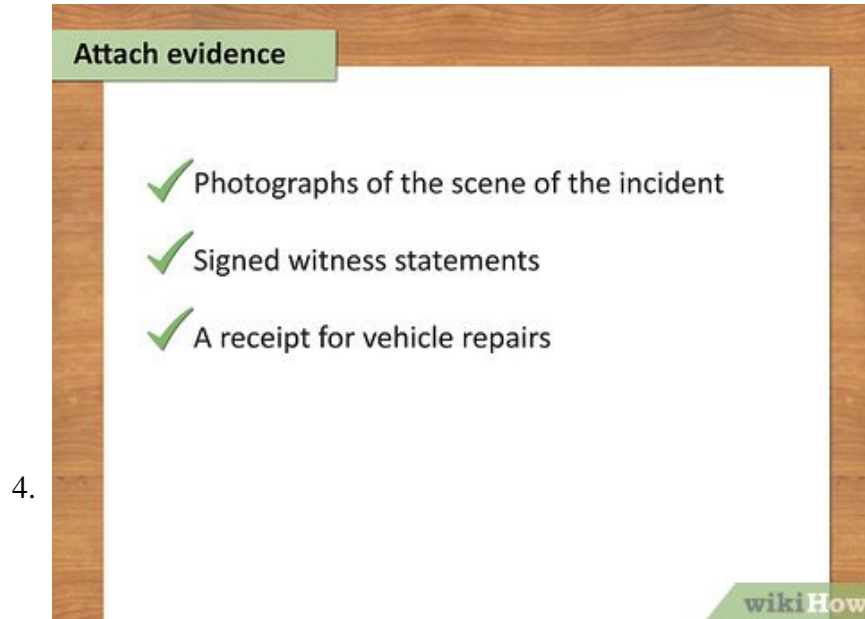 Attach evidence
Photographs of the scene of the incident
Signed witness statements
A receipt for vehicle repairs
4.
wikiHow